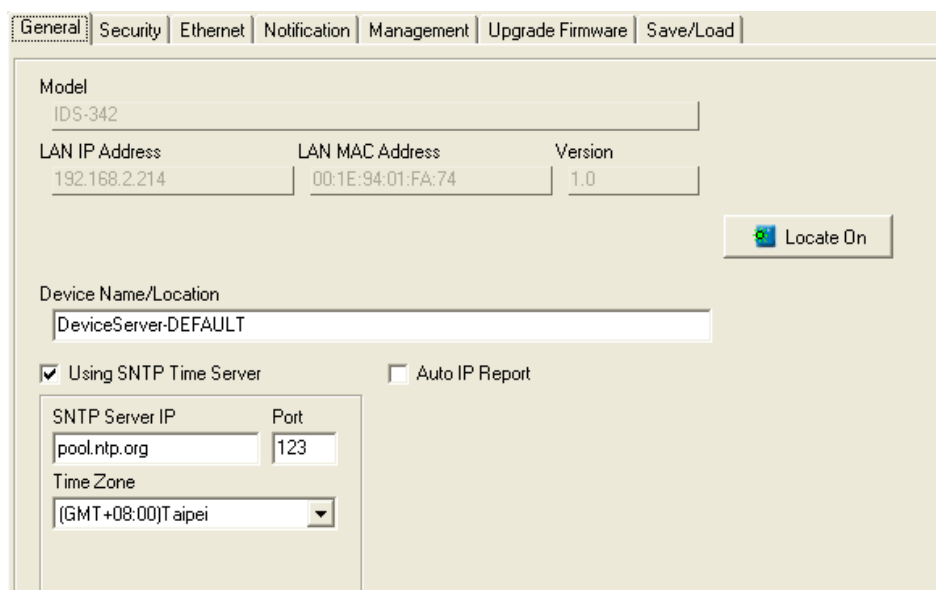 General Security Ethernet Notification Management Upgrade Firmware Save/Load
Model
IDS-342
LAN IP Address LAN MAC Address Version
192.168.2.214 00:1E:94:01:FA:74 1.0
Locate On
Device Name/Location
DeviceServer-DEFAULT
Using SNTP Time Server Auto IP Report
SNTP Server IP Port
pool.ntp.org 123
Time Zone
(GMT+08:00)Taipei